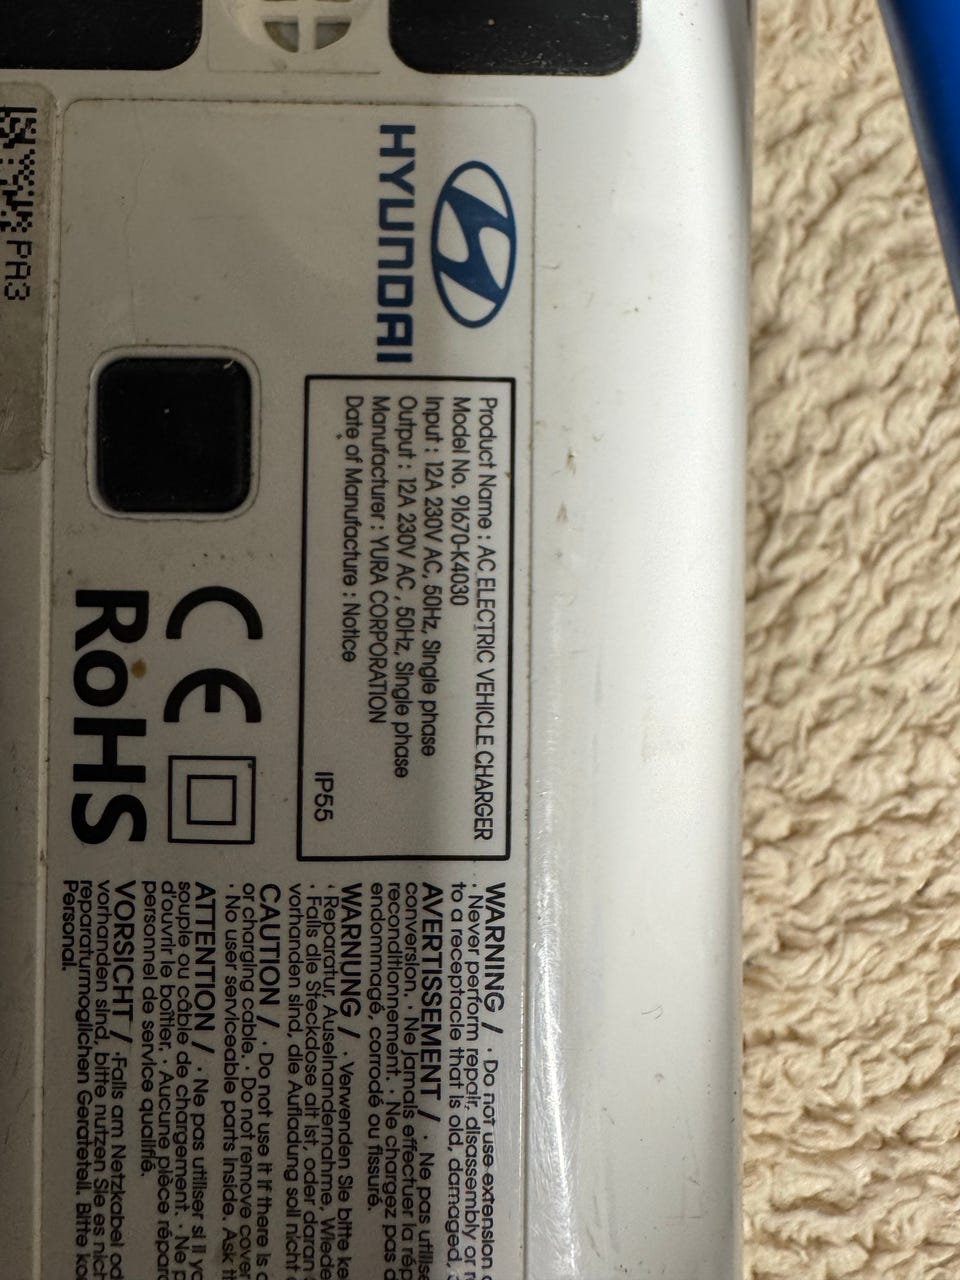 HYUNDAI
Product Name : AC ELECTRIC VEHICLE CHARGER
Model No. 91670-K4030
Input : 12A 230V AC, 50Hz, Single phase
Output : 12A 230V AC , 50Hz, Single phase
Manufacturer : YURA CORPORATION
Date of Manufacture : Notice
IP55
CE
RoHS
PA3
WARNING / · Do not use extension
· Never perform repair, disassembly or
to a receptacle that is old, damaged,
AVERTISSEMENT / · Ne pas
conversion. · Ne jamais effectuer la
reconditionnement. · Ne chargez pas
endommagé, corrodé ou fissuré.
WARNUNG / · Verwenden Sie bitte
· Reparatur, Auseinandernahme,
· Falls die Steckdose alt ist, oder daran
vorhanden sind, die Aufladung soll nicht
CAUTION / · Do not use it if there is
or charging cable. · Do not remove cover
· No user serviceable parts inside. Ask
ATTENTION / · Ne pas utiliser si il
souple ou câble de chargement. · Ne
d'ouvrir le boîtier. · Aucune pièce
personnel de service qualifié.
VORSICHT / ·Falls am Netzkabel
vorhanden sind, bitte nutzen Sie es
reparaturmoglichen Gerateteil. Bitte
Personal.